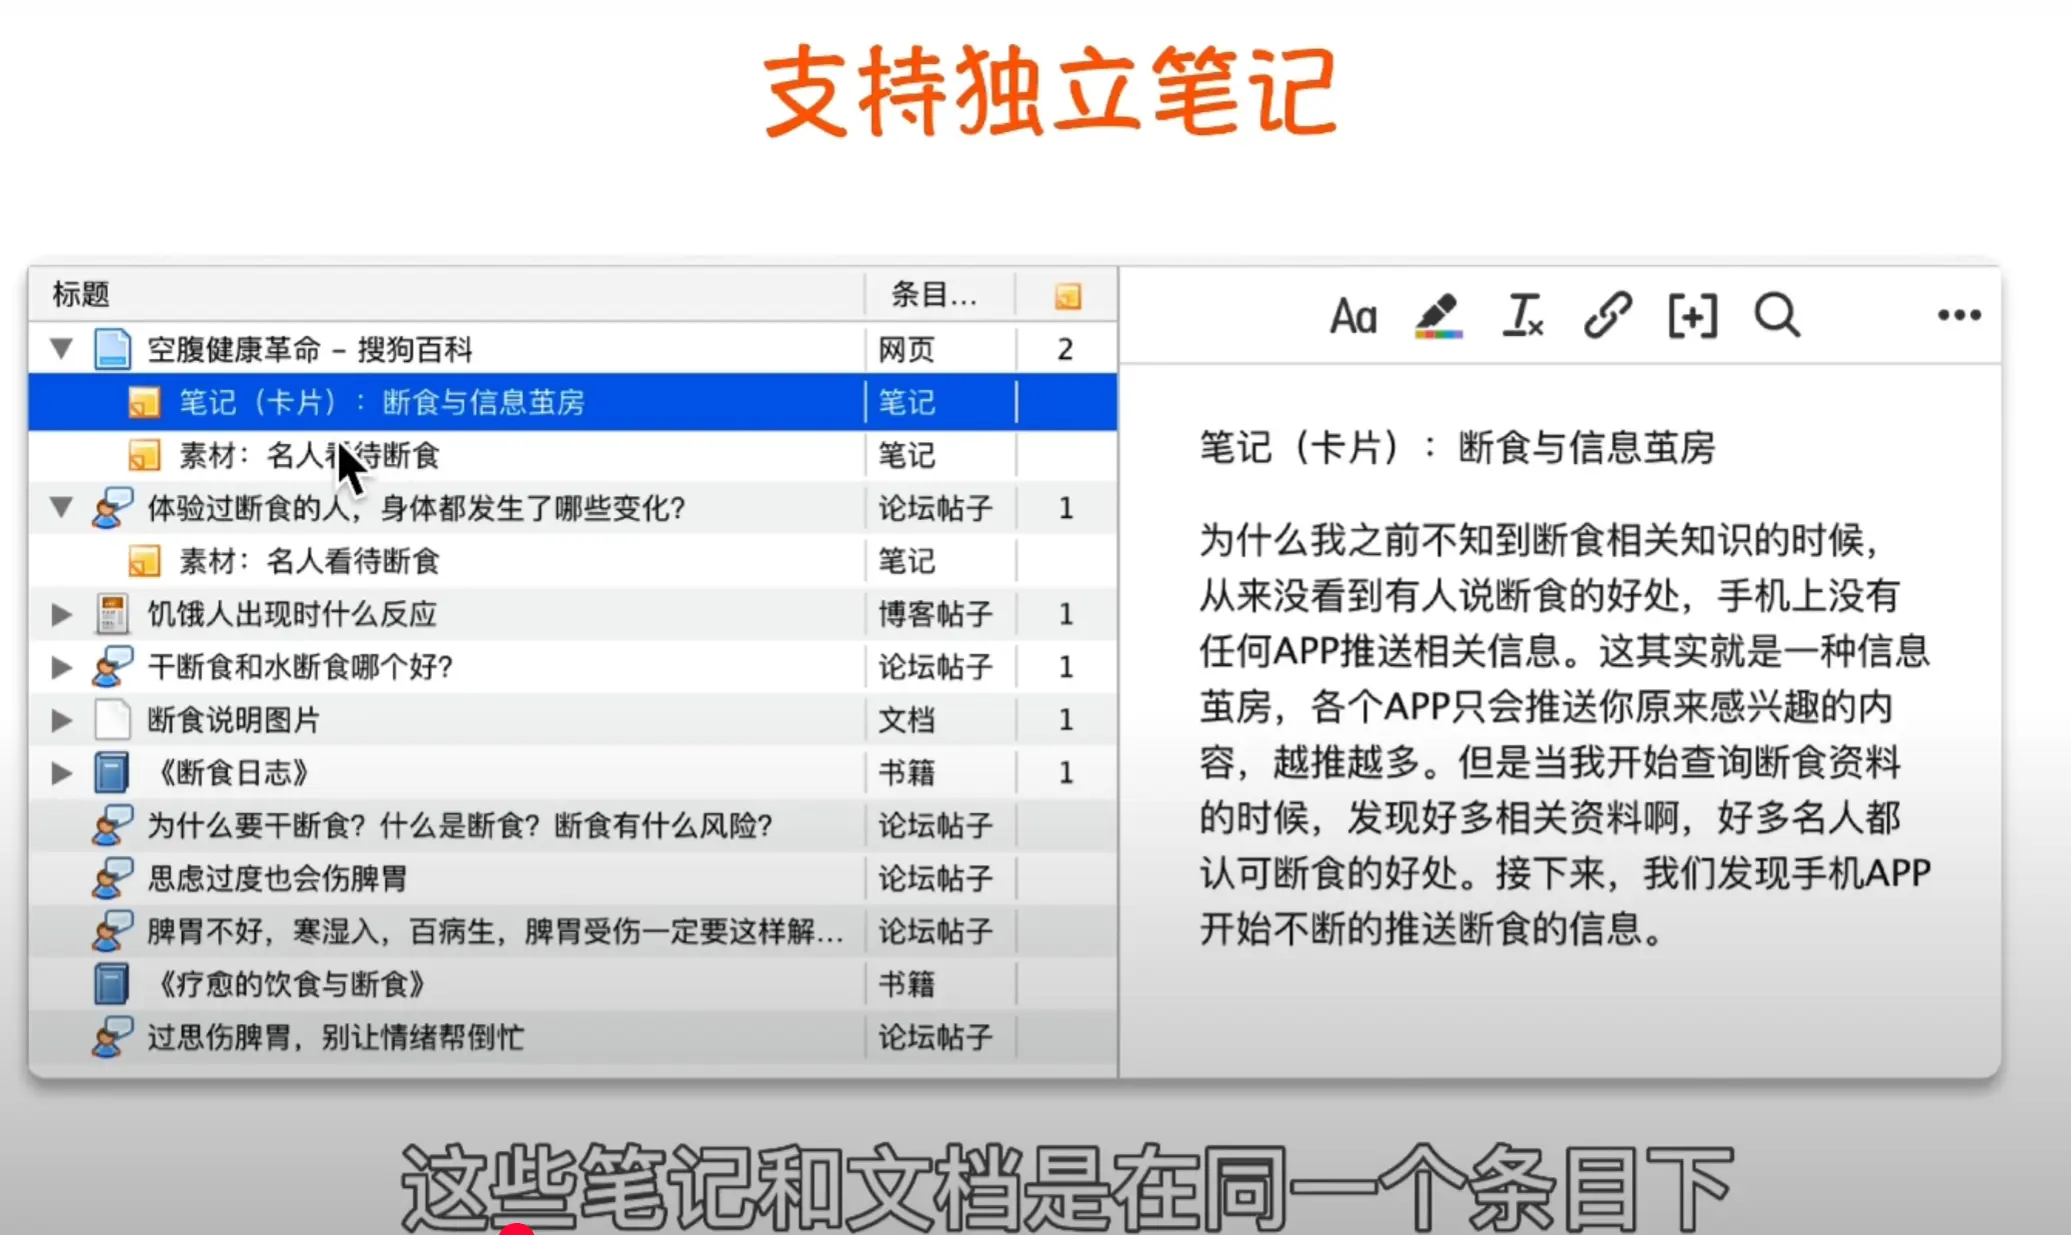 支持独立笔记
标题 条目...
空腹健康革命 – 搜狗百科 网页 2
笔记（卡片）：断食与信息茧房 笔记
素材：名人看待断食 笔记
体验过断食的人，身体都发生了哪些变化？ 论坛帖子 1
素材：名人看待断食 笔记
饥饿人出现时什么反应 博客帖子 1
干断食和水断食哪个好？ 论坛帖子 1
断食说明图片 文档 1
《断食日志》 书籍 1
为什么要干断食？什么是断食？断食有什么风险？ 论坛帖子
思虑过度也会伤脾胃 论坛帖子
脾胃不好，寒湿入，百病生，脾胃受伤一定要这样解... 论坛帖子
《疗愈的饮食与断食》 书籍
过思伤脾胃，别让情绪帮倒忙 论坛帖子
Aa
笔记（卡片）：断食与信息茧房
为什么我之前不知到断食相关知识的时候，
从来没看到有人说断食的好处，手机上没有
任何APP推送相关信息。这其实就是一种信息
茧房，各个APP只会推送你原来感兴趣的内
容，越推越多。但是当我开始查询断食资料
的时候，发现好多相关资料啊，好多名人都
认可断食的好处。接下来，我们发现手机APP
开始不断的推送断食的信息。
这些笔记和文档是在同一个条目下